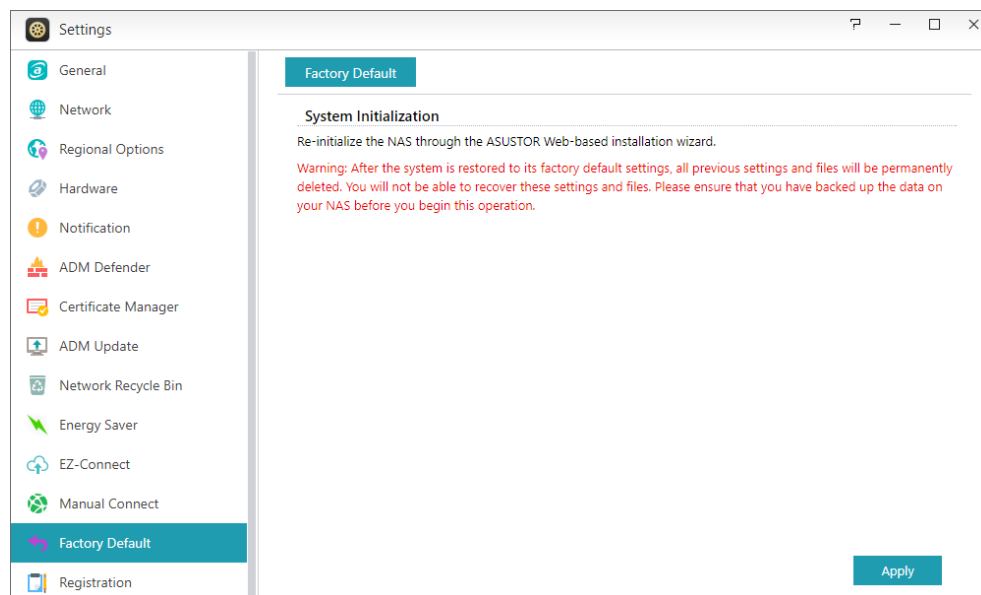 Settings
General
Network
Regional Options
Hardware
Notification
ADM Defender
Certificate Manager
ADM Update
Network Recycle Bin
Energy Saver
EZ-Connect
Manual Connect
Factory Default
Registration
Factory Default
System Initialization
Re-initialize the NAS through the ASUSTOR Web-based installation wizard.
Warning: After the system is restored to its factory default settings, all previous settings and files will be permanently
deleted. You will not be able to recover these settings and files. Please ensure that you have backed up the data on
your NAS before you begin this operation.
Apply